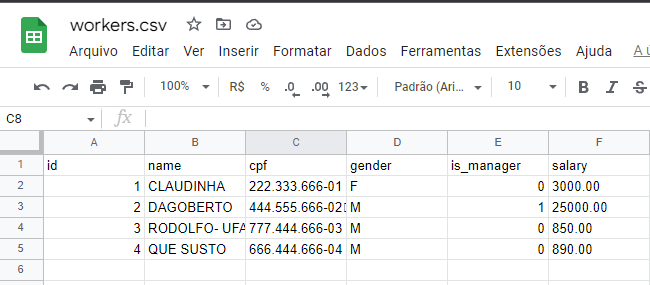 workers.csv
Arquivo Editar Ver Inserir Formatar Dados Ferramentas Extensões Ajuda A ú
100% R$ % .0 .00 123 Padrão (Ari... 10 B I S
C8 fx
A B C D E F
1 id name cpf gender is_manager salary
2 1 CLAUDINHA 222.333.666-01 F 0 3000.00
3 2 DAGOBERTO 444.555.666-02 M 1 25000.00
4 3 RODOLFO- UFA 777.444.666-03 M 0 850.00
5 4 QUE SUSTO 666.444.666-04 M 0 890.00
6